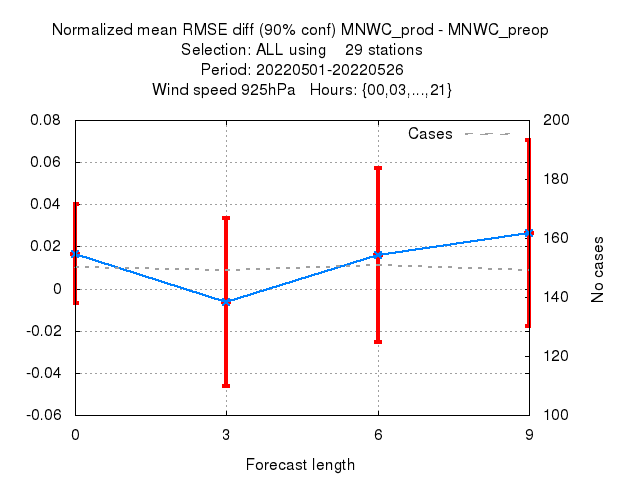 Normalized mean RMSE diff (90% conf) MNWC_prod - MNWC_preop
Selection: ALL using    29 stations
Period: 20220501-20220526
Wind speed 925hPa   Hours: {00,03,...,21}
Cases
0.08
0.06
0.04
0.02
0
-0.02
-0.04
-0.06
200
180
160
140
120
100
No cases
0 3 6 9
Forecast length